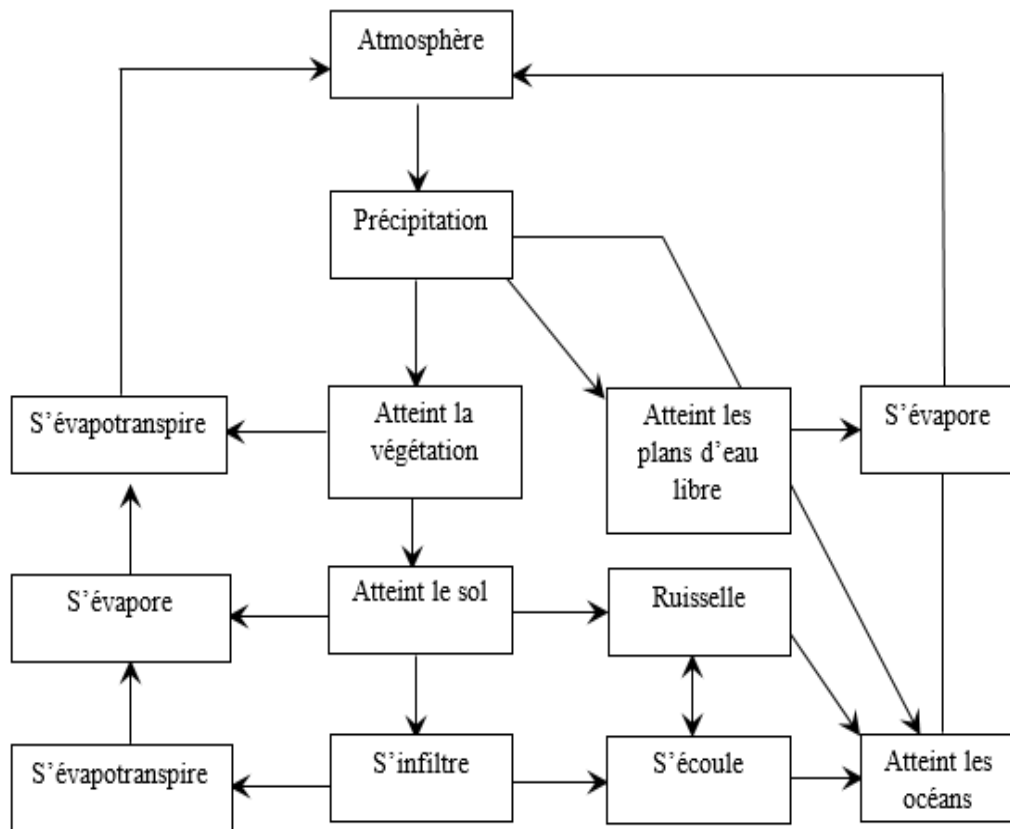 Atmosphère
Précipitation
S'évapotranspire
Atteint la
végétation
Atteint les
plans d'eau
libre
S'évapore
S'évapore
Atteint le sol
Ruisselle
S'évapotranspire
S'infiltre
S'écoule
Atteint les
océans